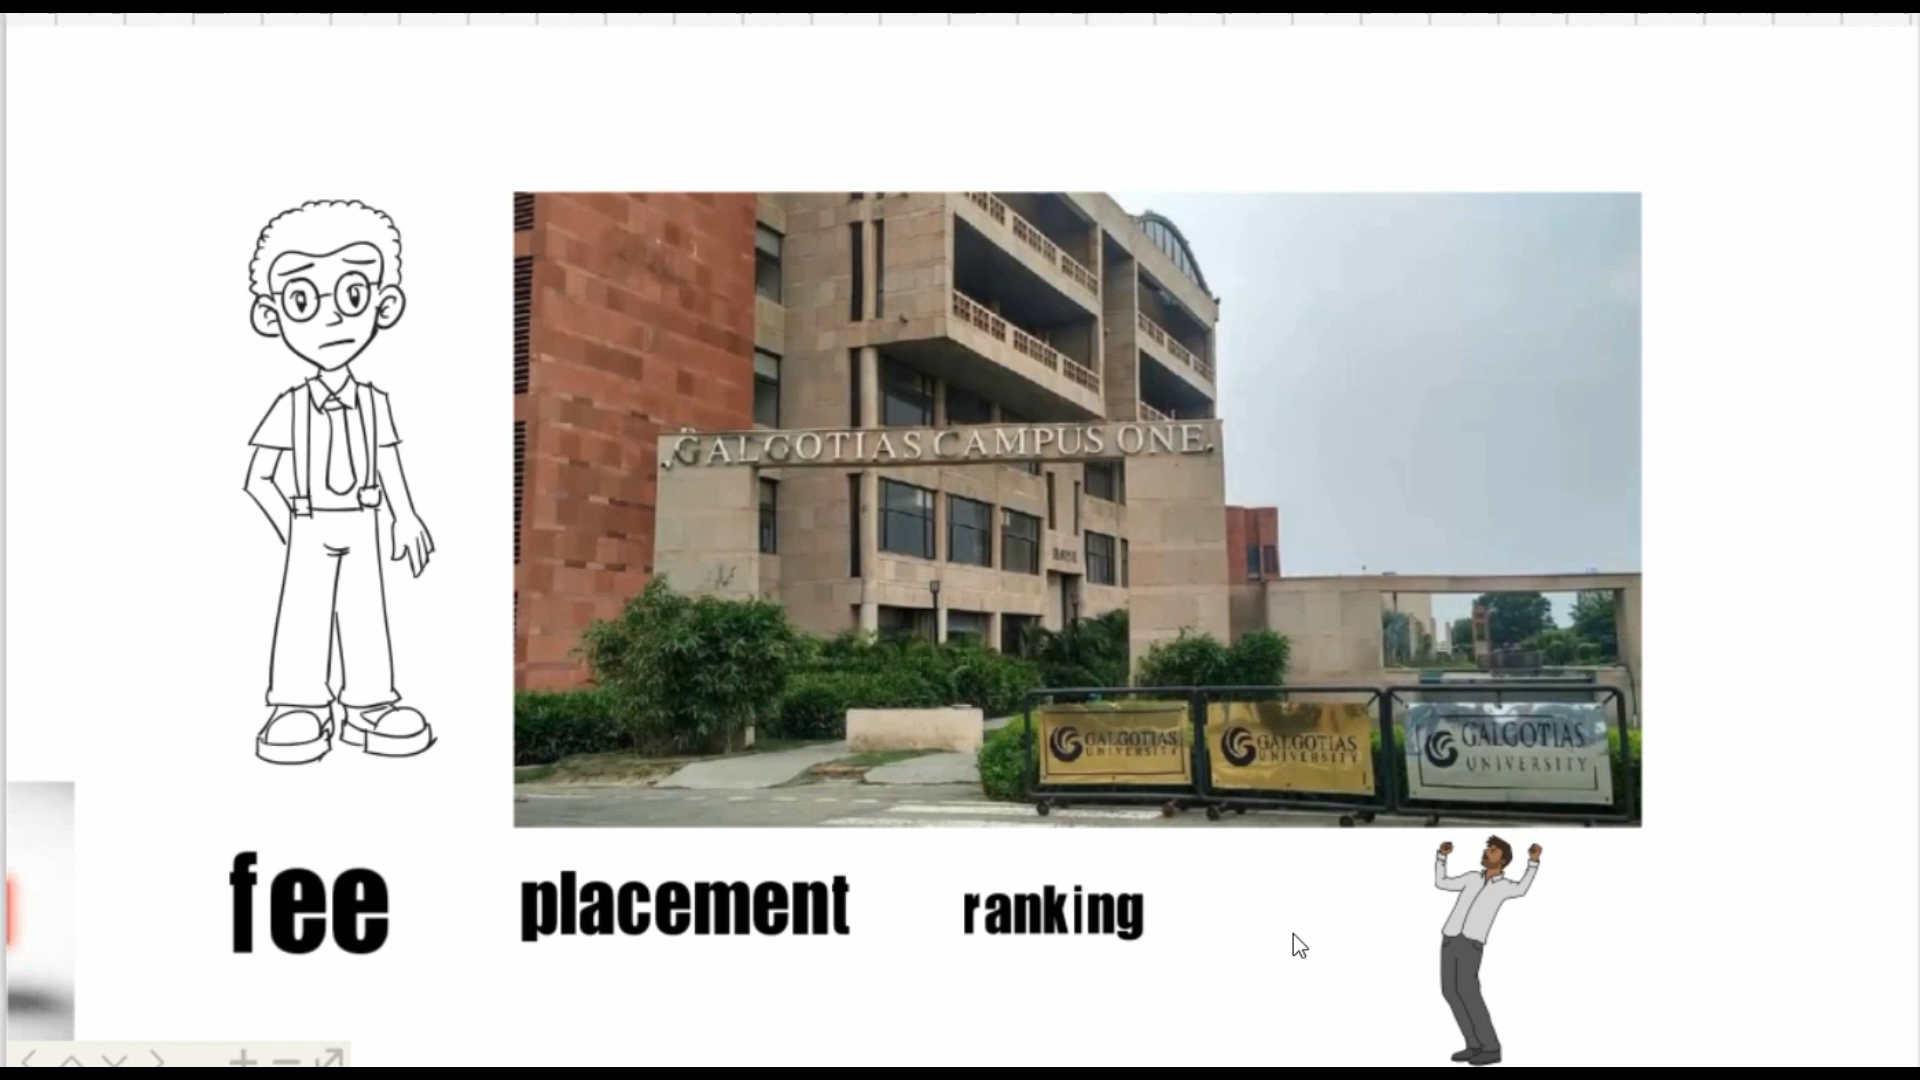 GALGOTIAS CAMPUS ONE
GALGOTIAS
UNIVERSITY
GALGOTIAS
UNIVERSITY
GALGOTIAS
UNIVERSITY
fee placement ranking